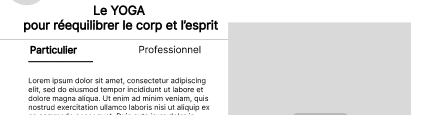 Le YOGA
pour réequilibrer le corp et l'esprit
Particulier
Professionnel
Lorem ipsum dolor sit amet, consectetur adipiscing
elit, sed do eiusmod tempor incididunt ut labore et
dolore magna aliqua. Ut enim ad minim veniam, quis
nostrud exercitation ullamco laboris nisi ut aliquip ex